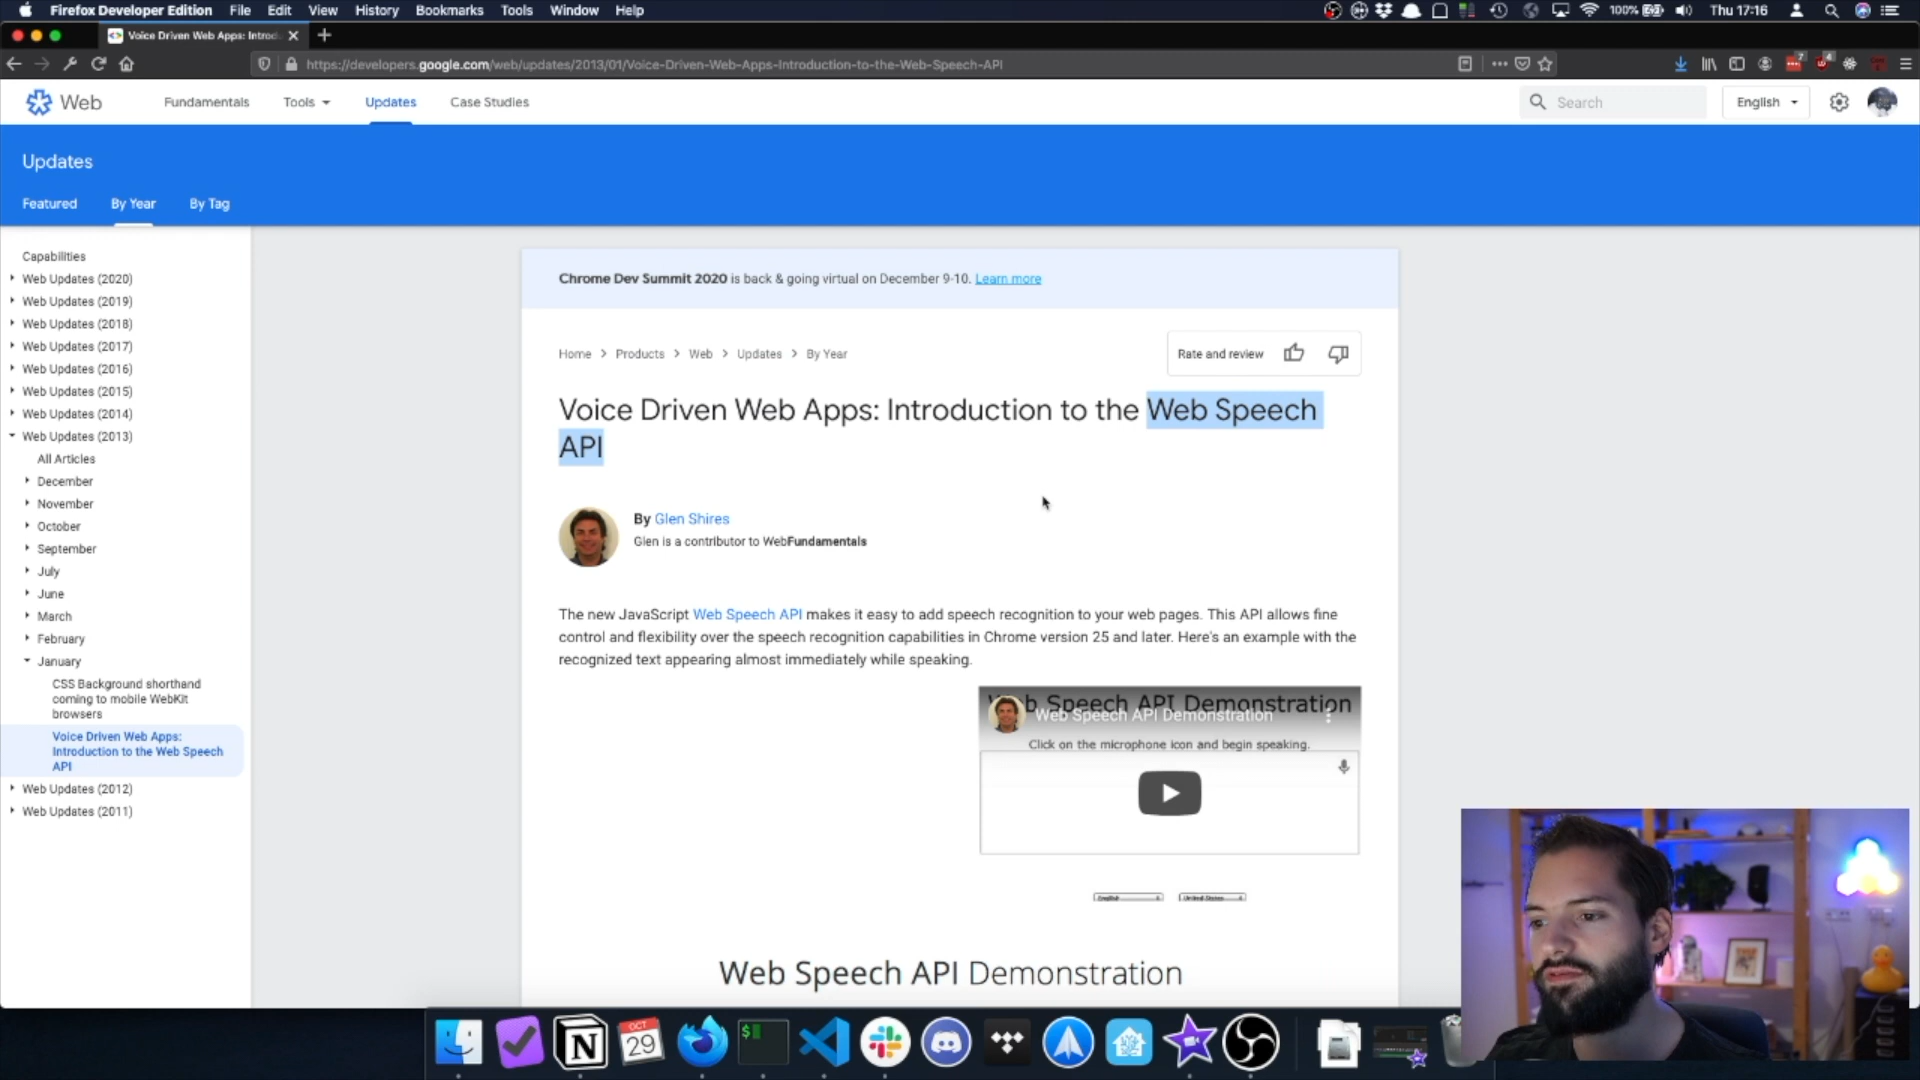 Firefox Developer Edition File Edit View History Bookmarks Tools Window Help
100% Thu 17:16
Voice Driven Web Apps: Introd
https://developers.google.com/web/updates/2013/01/Voice-Driven-Web-Apps-Introduction-to-the-Web-Speech-API
7
4
Web Fundamentals Tools Updates Case Studies
Search
English
Updates
Featured By Year By Tag
Capabilities
Web Updates (2020)
Web Updates (2019)
Web Updates (2018)
Web Updates (2017)
Web Updates (2016)
Web Updates (2015)
Web Updates (2014)
Web Updates (2013)
All Articles
December
November
October
September
July
June
March
February
January
CSS Background shorthand
coming to mobile WebKit
browsers
Voice Driven Web Apps:
Introduction to the Web Speech
API
Web Updates (2012)
Web Updates (2011)
Chrome Dev Summit 2020 is back & going virtual on December 9-10. Learn more
Home > Products > Web > Updates > By Year
Rate and review
Voice Driven Web Apps: Introduction to the Web Speech
API
By Glen Shires
Glen is a contributor to WebFundamentals
The new JavaScript Web Speech API makes it easy to add speech recognition to your web pages. This API allows fine
control and flexibility over the speech recognition capabilities in Chrome version 25 and later. Here's an example with the
recognized text appearing almost immediately while speaking.
Web Speech API Demonstration
Web Speech API Demonstration
Click on the microphone icon and begin speaking.
English United States
Web Speech API Demonstration
OCT
29
$